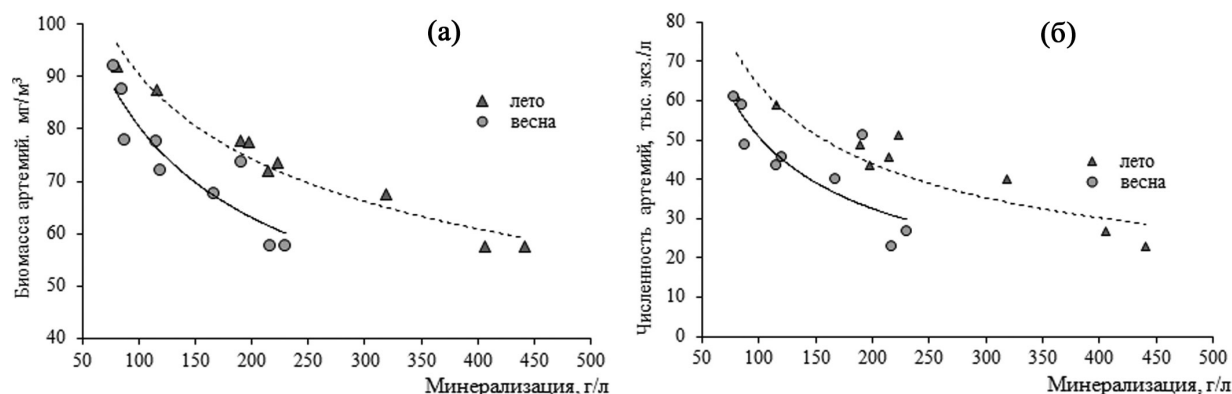 (а)
Биомасса артемий. мг/м³
100
90
80
70
60
50
40
50 100 150 200 250 300 350 400 450 500
Минерализация, г/л
лето
весна
(б)
Численность артемий, тыс. экз./л
80
70
60
50
40
30
20
10
0
50 100 150 200 250 300 350 400 450 500
Минерализация, г/л
лето
весна